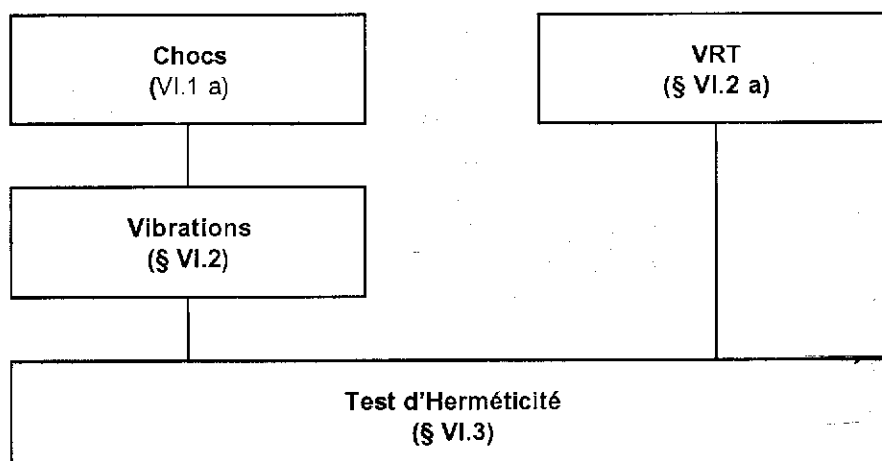 Chocs
(VI.1 a)
VRT
(§ VI.2 a)
Vibrations
(§ VI.2)
Test d'Herméticité
(§ VI.3)